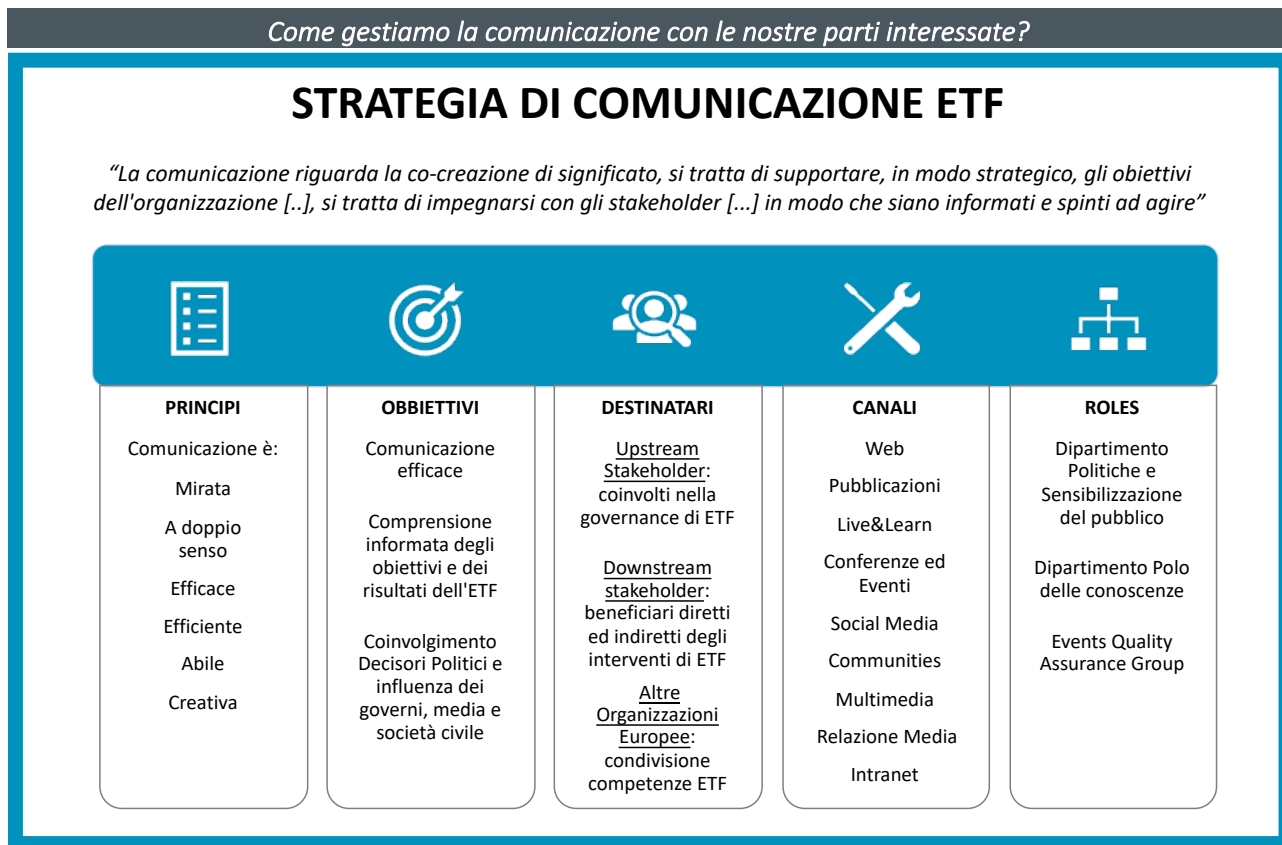 Come gestiamo la comunicazione con le nostre parti interessate?
STRATEGIA DI COMUNICAZIONE ETF
“La comunicazione riguarda la co-creazione di significato, si tratta di supportare, in modo strategico, gli obiettivi
dell'organizzazione [..], si tratta di impegnarsi con gli stakeholder [...] in modo che siano informati e spinti ad agire”
PRINCIPI
Comunicazione è:
Mirata
A doppio
senso
Efficace
Efficiente
Abile
Creativa
OBBIETTIVI
Comunicazione
efficace
Comprensione
informata degli
obiettivi e dei
risultati dell'ETF
Coinvolgimento
Decisori Politici e
influenza dei
governi, media e
società civile
DESTINATARI
Upstream
Stakeholder:
coinvolti nella
governance di ETF
Downstream
stakeholder:
beneficiari diretti
ed indiretti degli
interventi di ETF
Altre
Organizzazioni
Europee:
condivisione
competenze ETF
CANALI
Web
Pubblicazioni
Live&Learn
Conferenze ed
Eventi
Social Media
Communities
Multimedia
Relazione Media
Intranet
ROLES
Dipartimento
Politiche e
Sensibilizzazione
del pubblico
Dipartimento Polo
delle conoscenze
Events Quality
Assurance Group